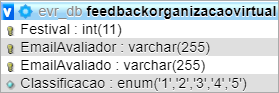 v evr_db feedbackorganizacaovirtual
Festival : int(11)
EmailAvaliador : varchar(255)
EmailAvaliado : varchar(255)
Classificacao : enum('1','2','3','4','5')